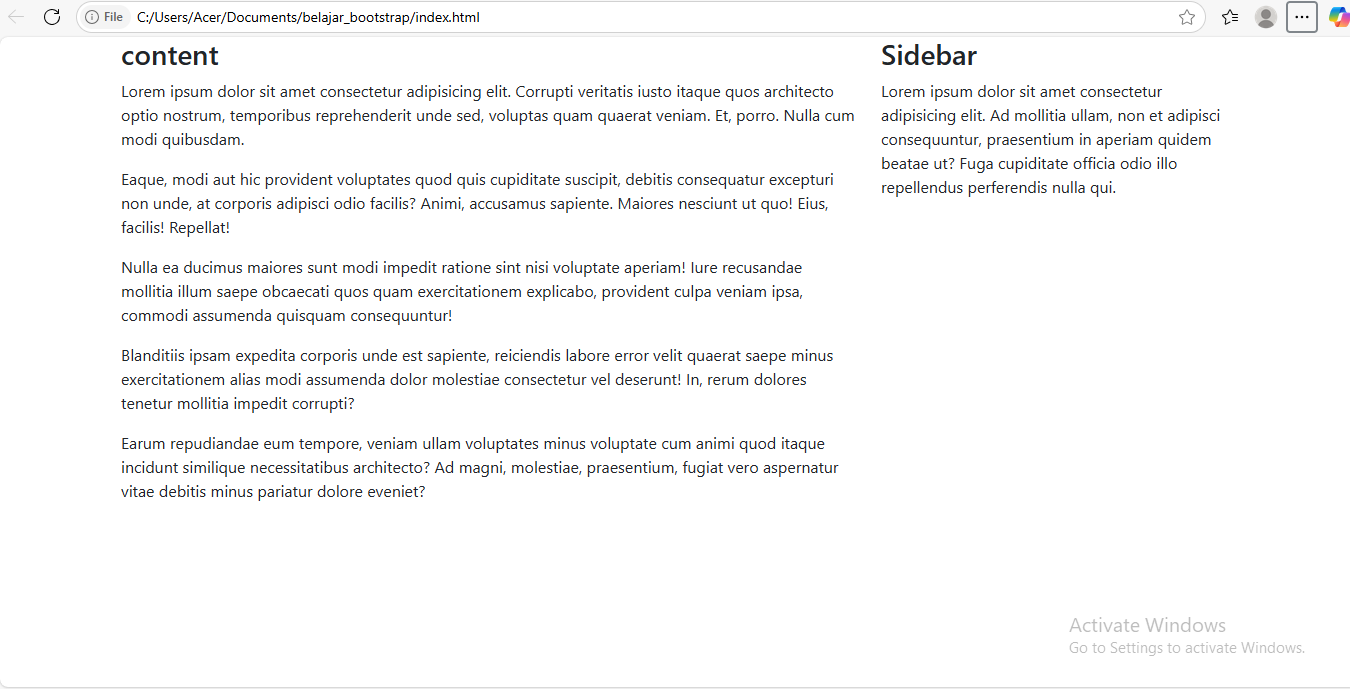 File C:/Users/Acer/Documents/belajar_bootstrap/index.html
content
Lorem ipsum dolor sit amet consectetur adipisicing elit. Corrupti veritatis iusto itaque quos architecto
optio nostrum, temporibus reprehenderit unde sed, voluptas quam quaerat veniam. Et, porro. Nulla cum
modi quibusdam.
Eaque, modi aut hic provident voluptates quod quis cupiditate suscipit, debitis consequatur excepturi
non unde, at corporis adipisci odio facilis? Animi, accusamus sapiente. Maiores nesciunt ut quo! Eius,
facilis! Repellat!
Nulla ea ducimus maiores sunt modi impedit ratione sint nisi voluptate aperiam! Iure recusandae
mollitia illum saepe obcaecati quos quam exercitationem explicabo, provident culpa veniam ipsa,
commodi assumenda quisquam consequuntur!
Blanditiis ipsam expedita corporis unde est sapiente, reiciendis labore error velit quaerat saepe minus
exercitationem alias modi assumenda dolor molestiae consectetur vel deserunt! In, rerum dolores
tenetur mollitia impedit corrupti?
Earum repudiandae eum tempore, veniam ullam voluptates minus voluptate cum animi quod itaque
incidunt similique necessitatibus architecto? Ad magni, molestiae, praesentium, fugiat vero aspernatur
vitae debitis minus pariatur dolore eveniet?
Sidebar
Lorem ipsum dolor sit amet consectetur
adipisicing elit. Ad mollitia ullam, non et adipisci
consequuntur, praesentium in aperiam quidem
beatae ut? Fuga cupiditate officia odio illo
repellendus perferendis nulla qui.
Activate Windows
Go to Settings to activate Windows.